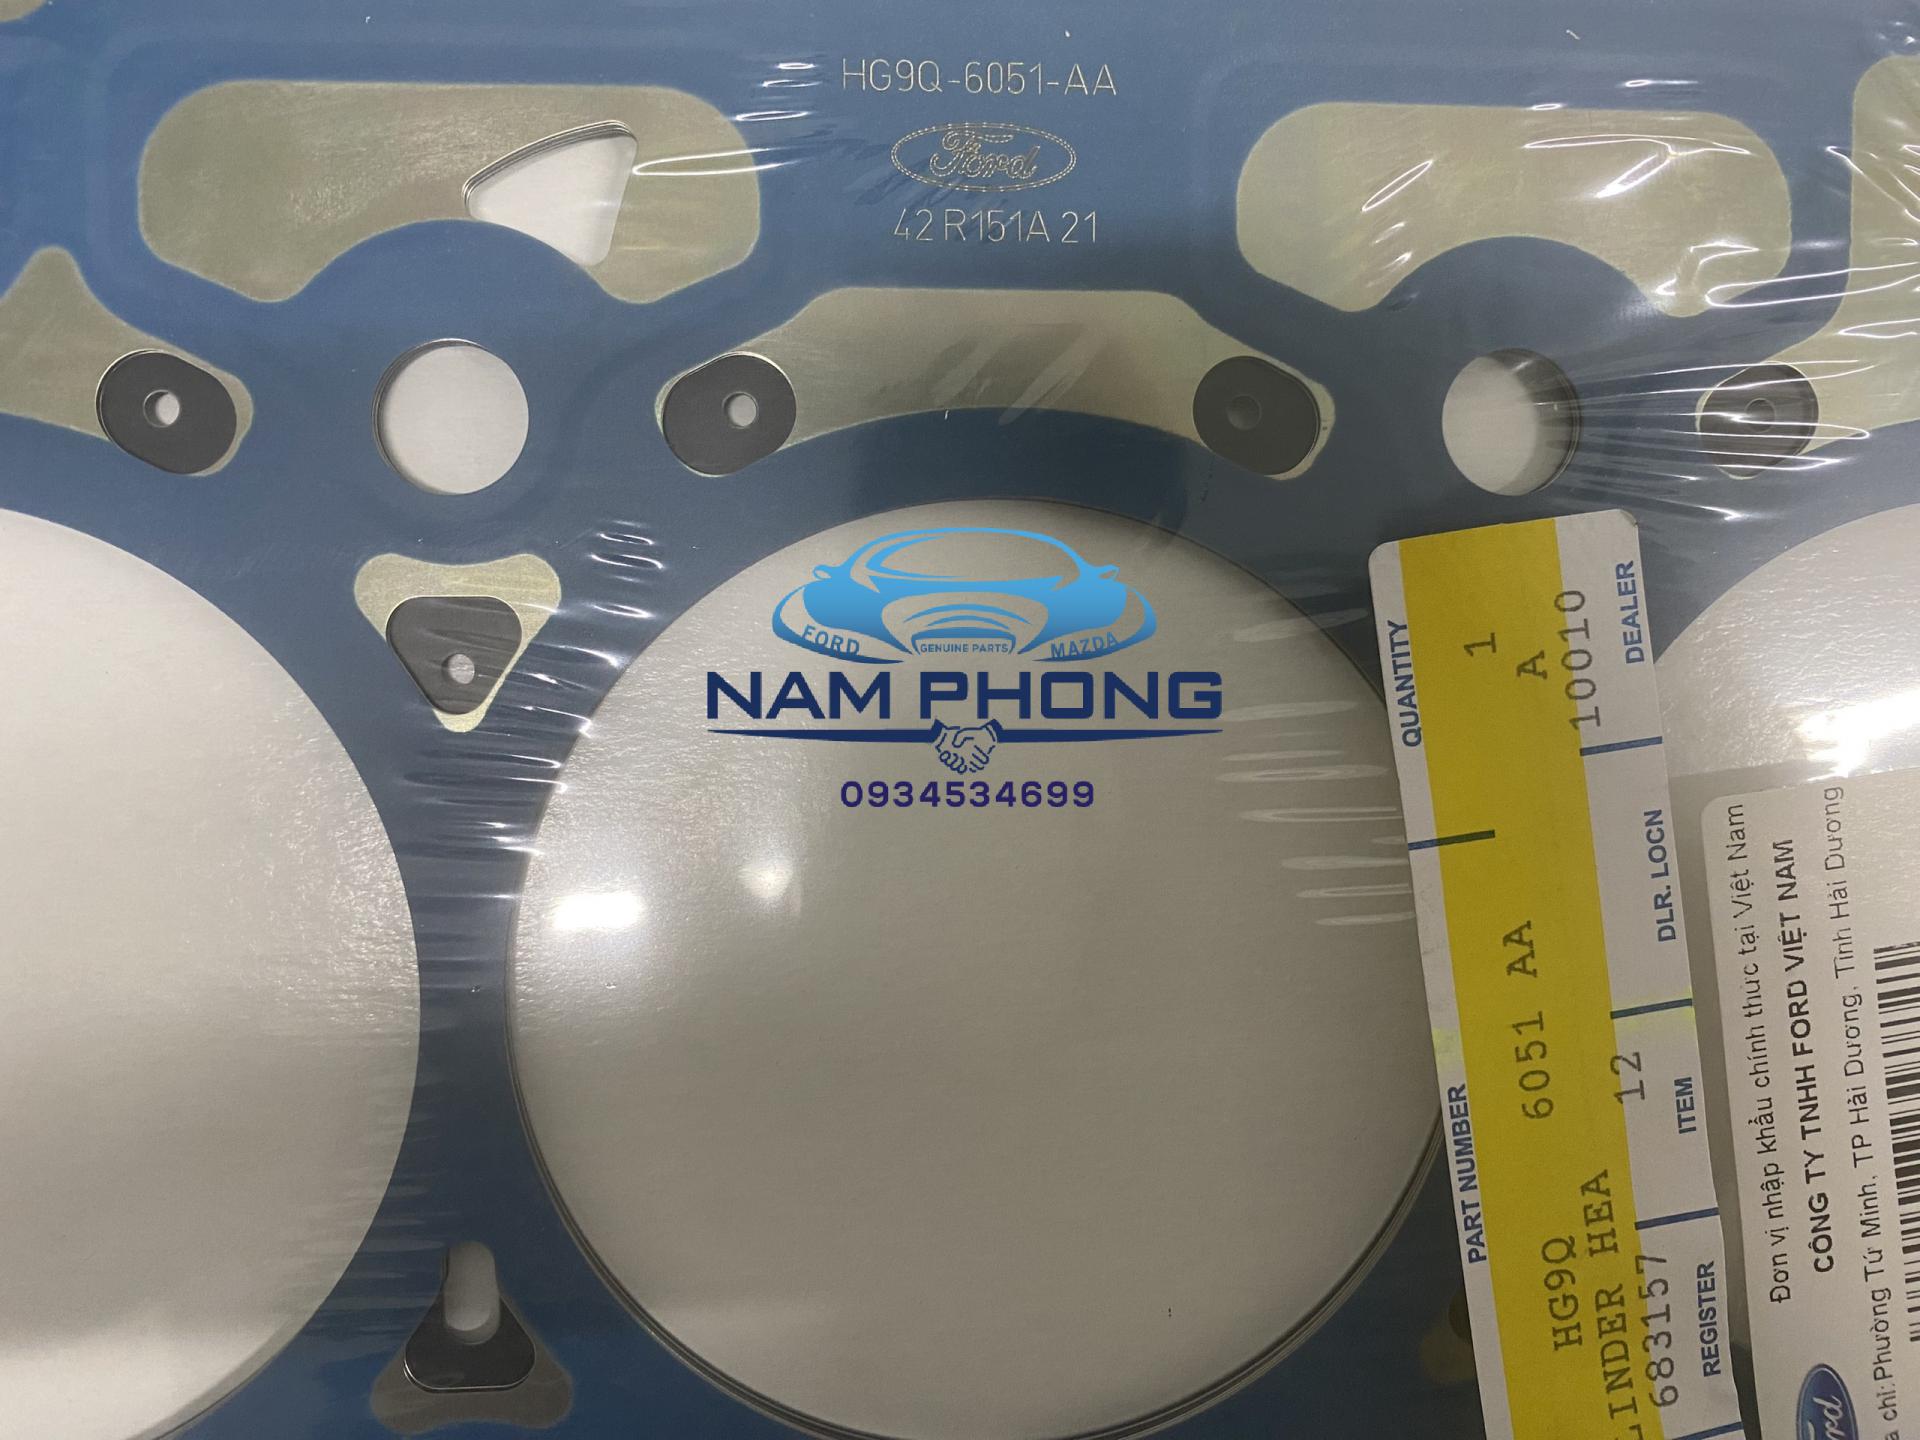 HG9Q-6051-AA
Ford
42 R151A 21
FORD
GENUINE PARTS
MAZDA
NAM PHONG
0934534699
QUANTITY
1
A
10010
DEALER
DLR. LOCN
PART NUMBER
HG9Q 6051 AA
LINDER HEA
12
ITEM
683157
REGISTER
Đơn vị nhập khẩu chính thức tại Việt Nam
CÔNG TY TNHH FORD VIỆT NAM
chỉ: Phường Tứ Minh, TP Hải Dương, Tỉnh Hải Dương